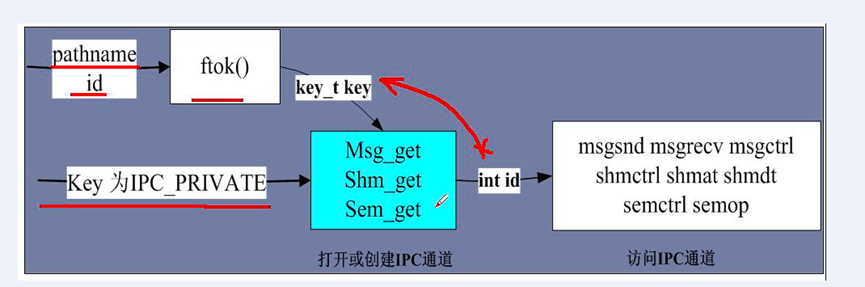 pathname
id
ftok()
key_t key
Key 为IPC_PRIVATE
Msg_get
Shm_get
Sem_get
int id
msgsnd msgrecv msgctrl
shmctrl shmat shmdt
semctrl semop
打开或创建IPC通道
访问IPC通道